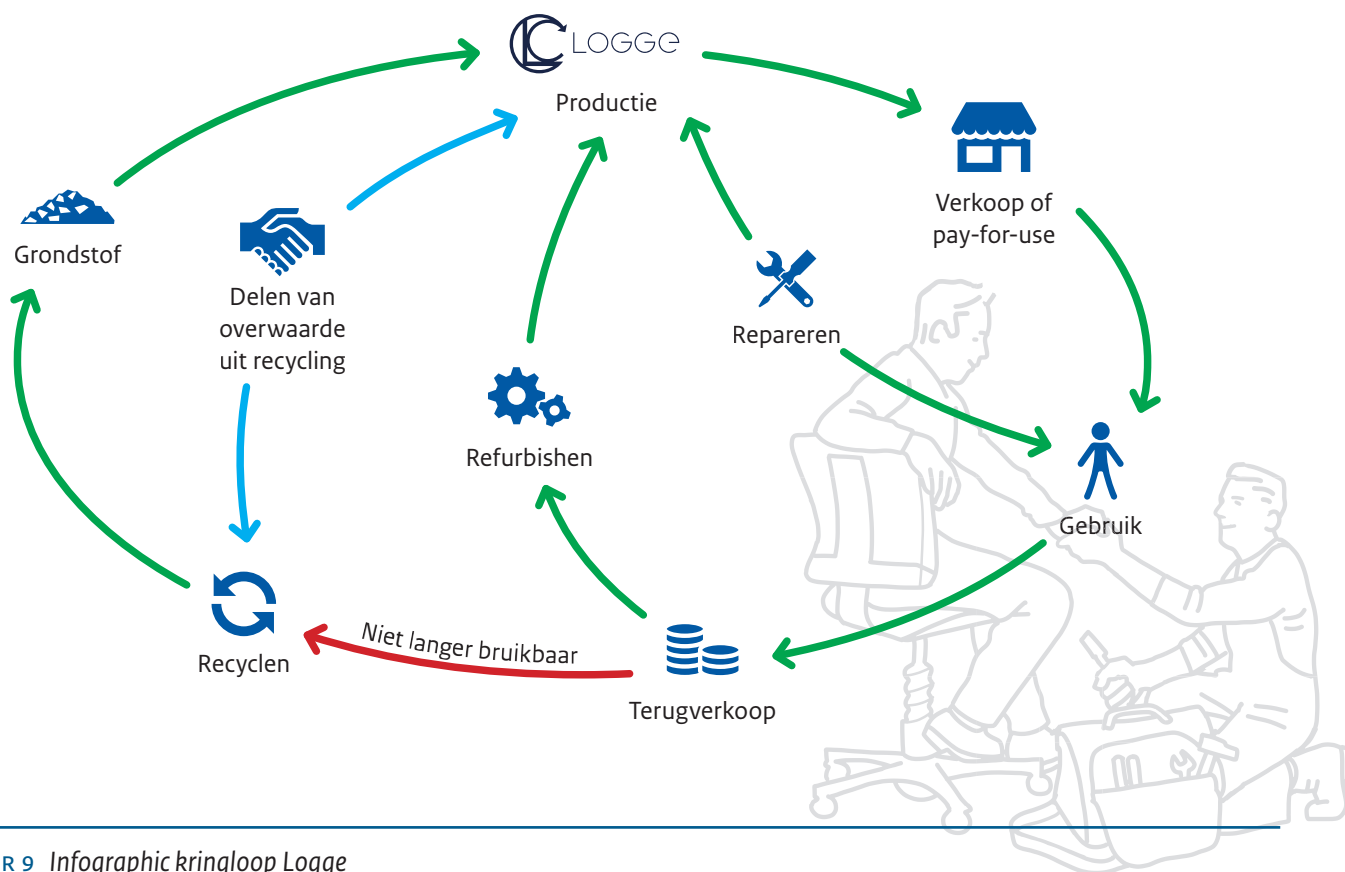 LC LOGGE
Productie
Verkoop of
pay-for-use
Grondstof
Delen van
overwaarde
uit recycling
Repareren
Refurbishen
Gebruik
Niet langer bruikbaar
Recyclen
Terugverkoop
R 9 Infographic kringloop Logge